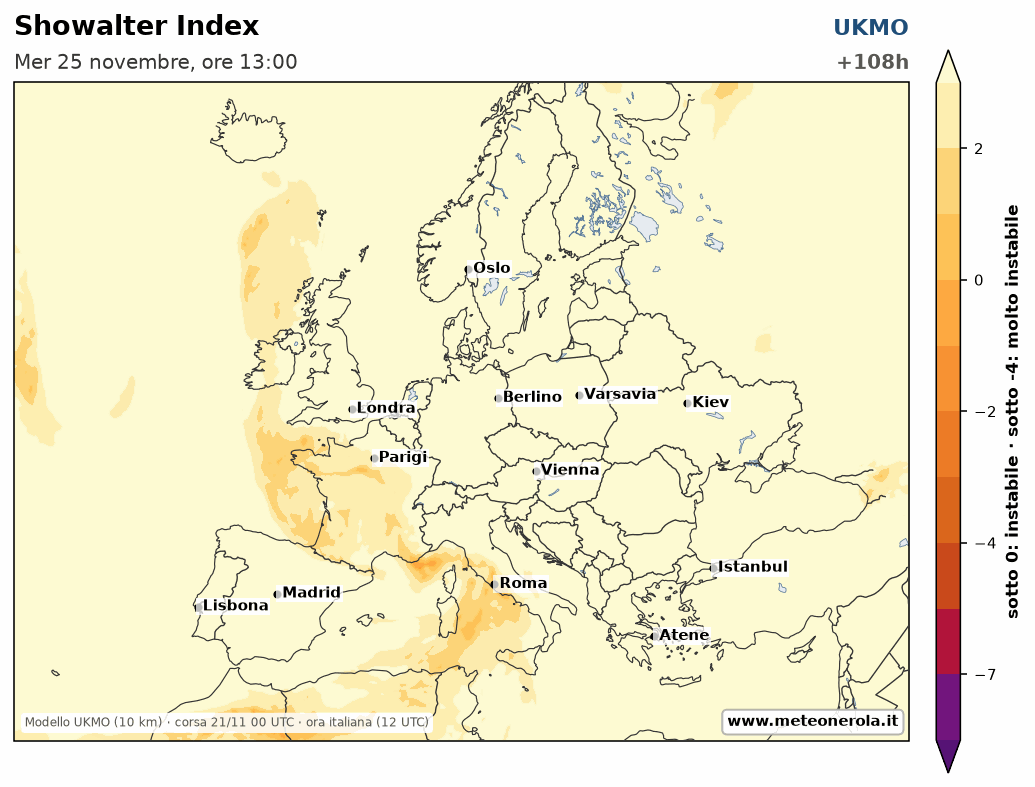 Showalter Index
UKMO
Mer 25 novembre, ore 13:00
+108h
Oslo
Londra
Berlino
Varsavia
Kiev
Parigi
Vienna
Istanbul
Roma
Madrid
Lisbona
Atene
Modello UKMO (10 km) · corsa 21/11 00 UTC · ora italiana (12 UTC)
www.meteonerola.it
2
0
−2
−4
−7
sotto 0: instabile · sotto -4: molto instabile